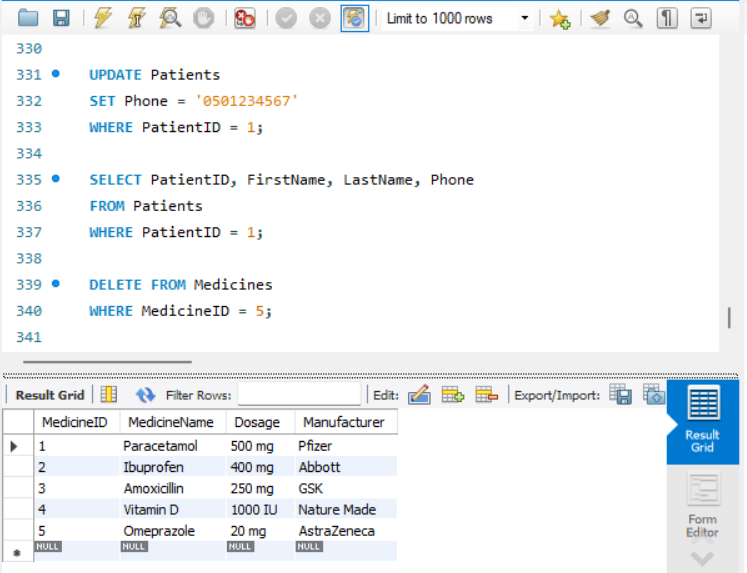 Limit to 1000 rows
330
331 UPDATE Patients
332 SET Phone = '0501234567'
333 WHERE PatientID = 1;
334
335 SELECT PatientID, FirstName, LastName, Phone
336 FROM Patients
337 WHERE PatientID = 1;
338
339 DELETE FROM Medicines
340 WHERE MedicineID = 5;
341
Result Grid Filter Rows: Edit: Export/Import:
MedicineID MedicineName Dosage Manufacturer
1 Paracetamol 500 mg Pfizer
2 Ibuprofen 400 mg Abbott
3 Amoxicillin 250 mg GSK
4 Vitamin D 1000 IU Nature Made
5 Omeprazole 20 mg AstraZeneca
NULL NULL NULL NULL
Result
Grid
Form
Editor